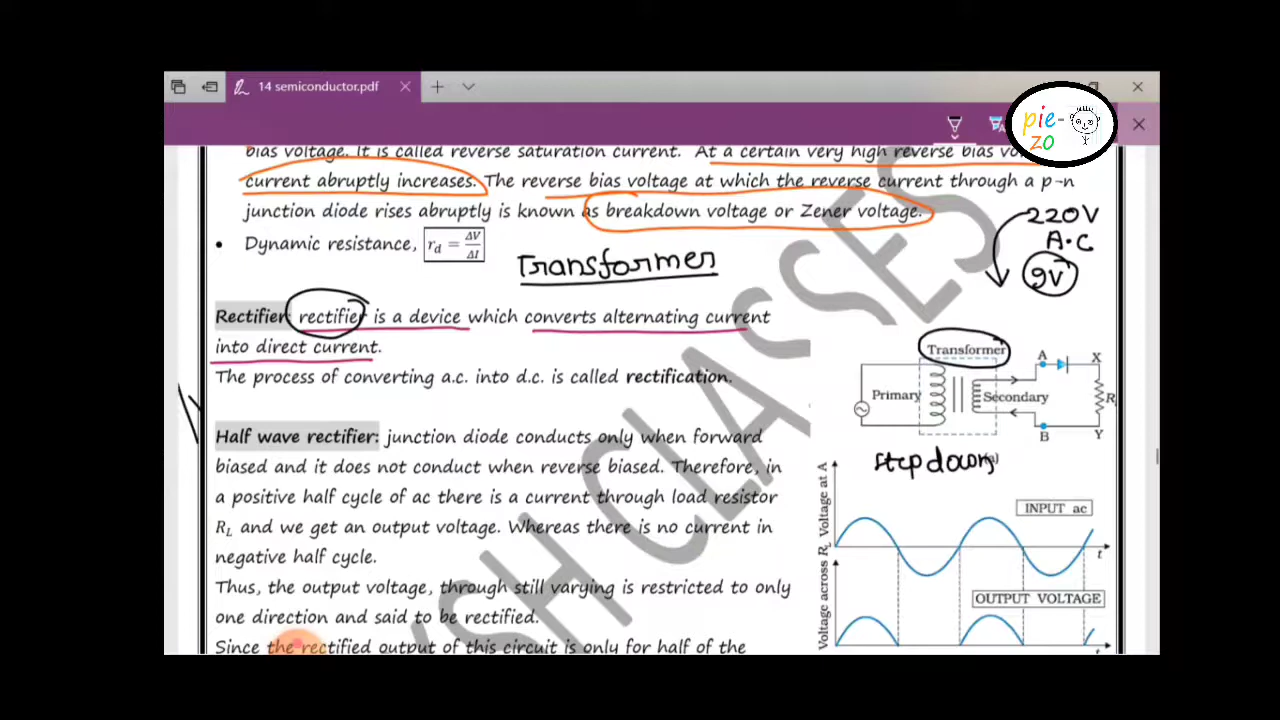 14 semiconductor.pdf
pie-
zo
bias voltage. It is called reverse saturation current. At a certain very high reverse bias vo
current abruptly increases. The reverse bias voltage at which the reverse current through a p-n
junction diode rises abruptly is known as breakdown voltage or Zener voltage.
220V
A.C
9V
• Dynamic resistance, r_d = ΔV/ΔI
Transformer
Rectifier: rectifier is a device which converts alternating current
into direct current.
The process of converting a.c. into d.c. is called rectification.
Transformer
A
X
Primary
Secondary
R
B
Y
stepdown
Half wave rectifier: junction diode conducts only when forward
biased and it does not conduct when reverse biased. Therefore, in
a positive half cycle of ac there is a current through load resistor
R_L and we get an output voltage. Whereas there is no current in
negative half cycle.
Thus, the output voltage, through still varying is restricted to only
one direction and said to be rectified.
Since the rectified output of this circuit is only for half of the
Voltage at A
INPUT ac
t
Voltage across R_L
OUTPUT VOLTAGE
t
SH CLASSES